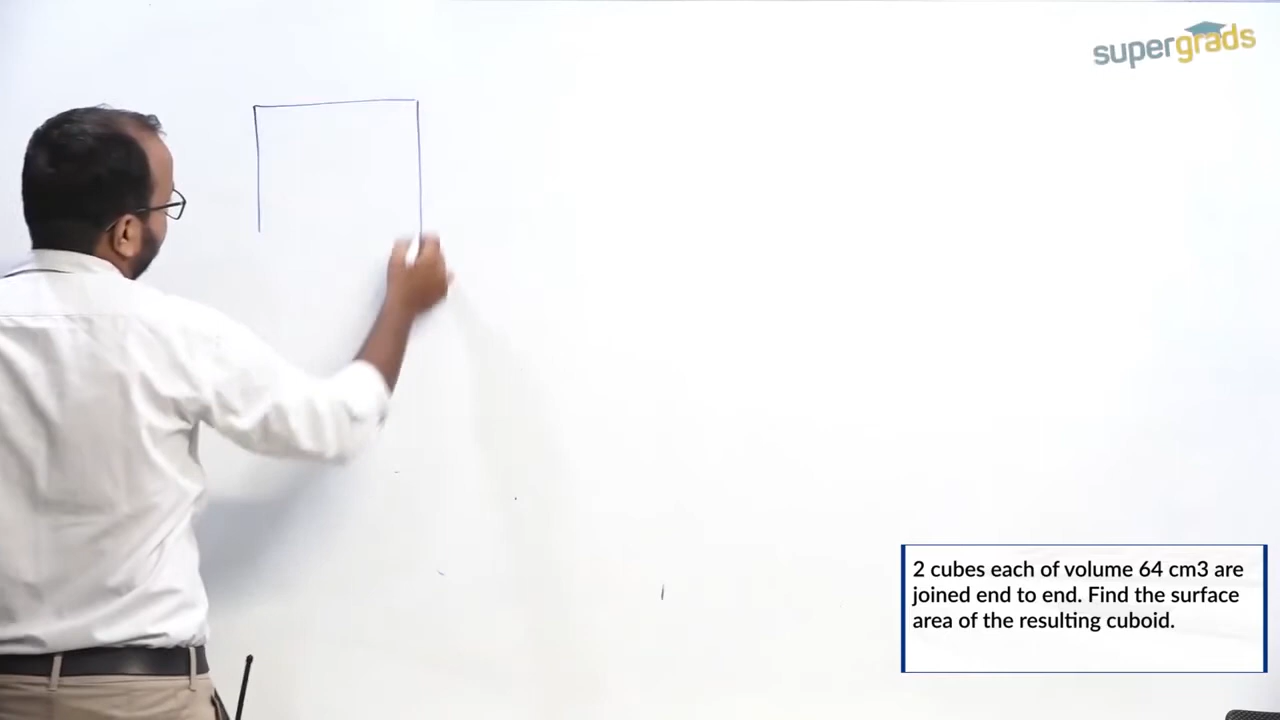 supergrads
2 cubes each of volume 64 cm3 are
joined end to end. Find the surface
area of the resulting cuboid.